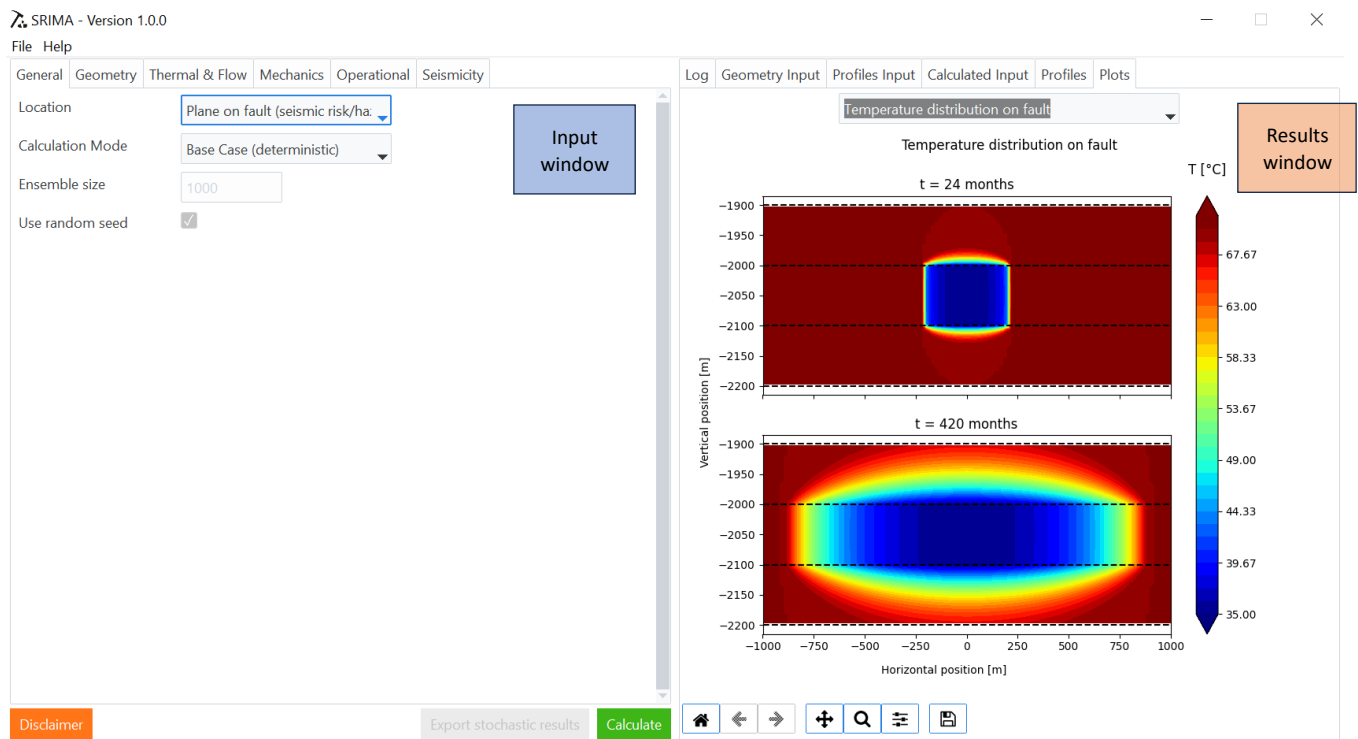 SRIMA - Version 1.0.0
File Help
General Geometry Thermal & Flow Mechanics Operational Seismicity
Location
Plane on fault (seismic risk/ha:
Calculation Mode
Base Case (deterministic)
Ensemble size
1000
Use random seed
Input
window
Disclaimer
Export stochastic results
Calculate
Log Geometry Input Profiles Input Calculated Input Profiles Plots
Temperature distribution on fault
Results
window
Temperature distribution on fault
T [°C]
t = 24 months
−1900
−1950
−2000
−2050
−2100
−2150
−2200
t = 420 months
−1900
−1950
−2000
−2050
−2100
−2150
−2200
Vertical position [m]
−1000 −750 −500 −250 0 250 500 750 1000
Horizontal position [m]
67.67
63.00
58.33
53.67
49.00
44.33
39.67
35.00